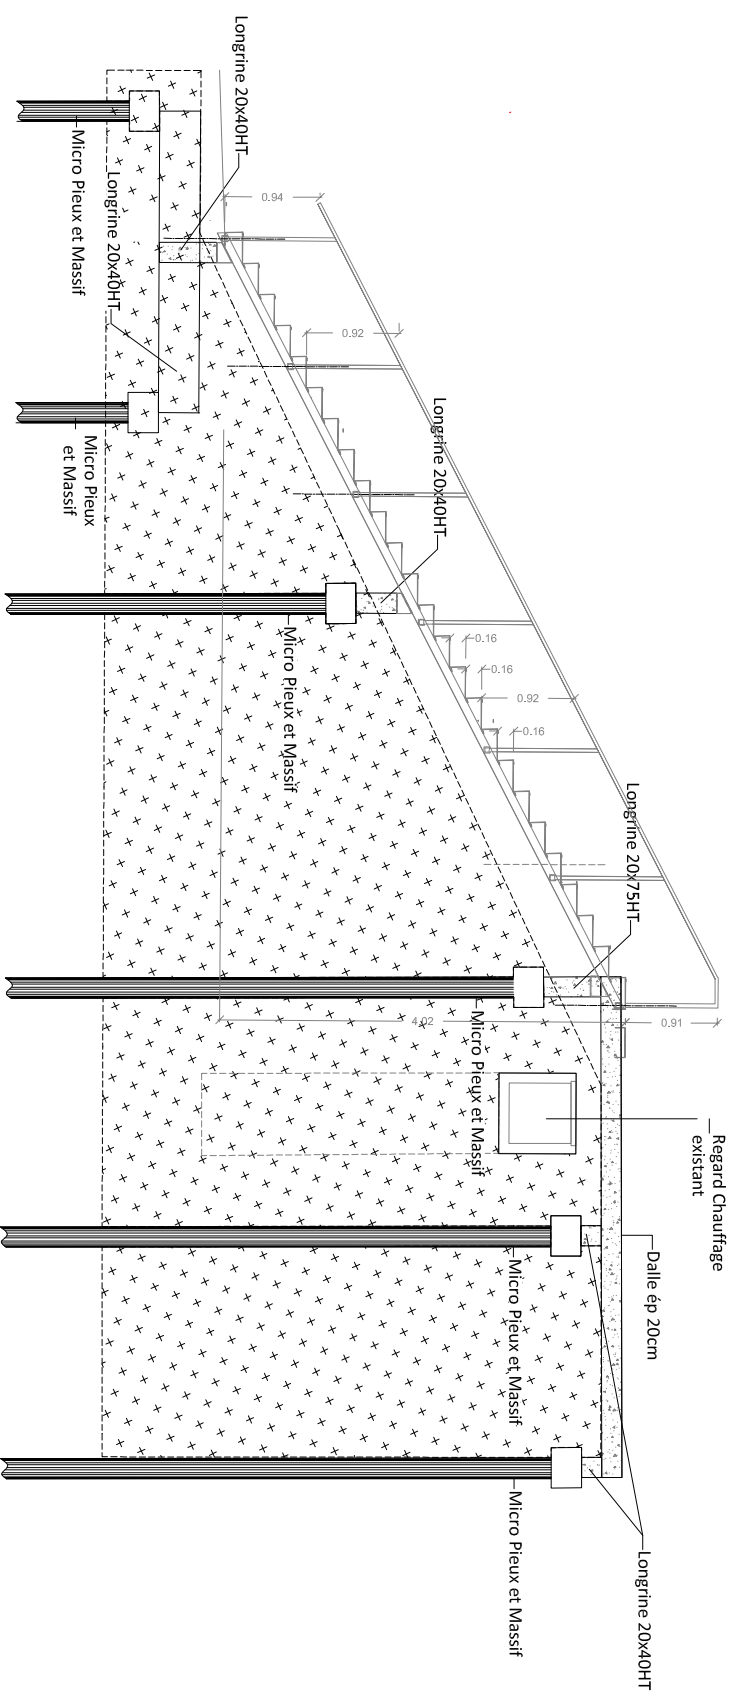 Longrine 20x40HT
Micro Pieux et Massif
Longrine 20x40HT
Micro Pieux
et Massif
0.94
0.92
Longrine 20x40HT
Micro Pieux et Massif
0.16
0.16
0.92
0.16
Longrine 20x75HT
Micro Pieux et Massif
4.02
0.91
Regard Chauffage
existant
Dalle ép 20cm
Micro Pieux et Massif
Micro Pieux et Massif
Longrine 20x40HT